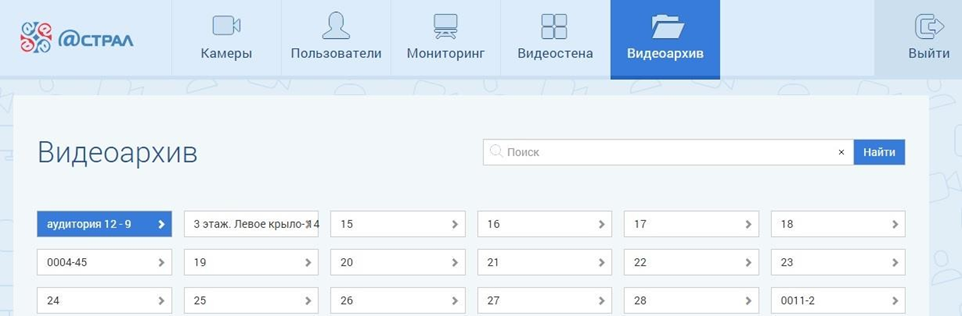 @СТРАЛ
Камеры
Пользователи
Мониторинг
Видеостена
Видеоархив
Выйти
Видеоархив
Поиск
×
Найти
аудитория 12 - 9
3 этаж. Левое крыло-14
15
16
17
18
0004-45
19
20
21
22
23
24
25
26
27
28
0011-2